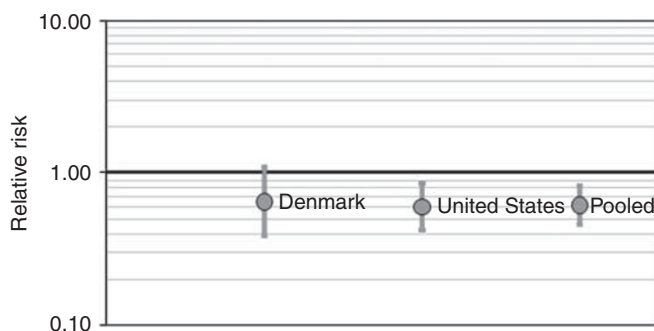 10.00
Relative risk
1.00
Denmark
United States
Pooled
0.10